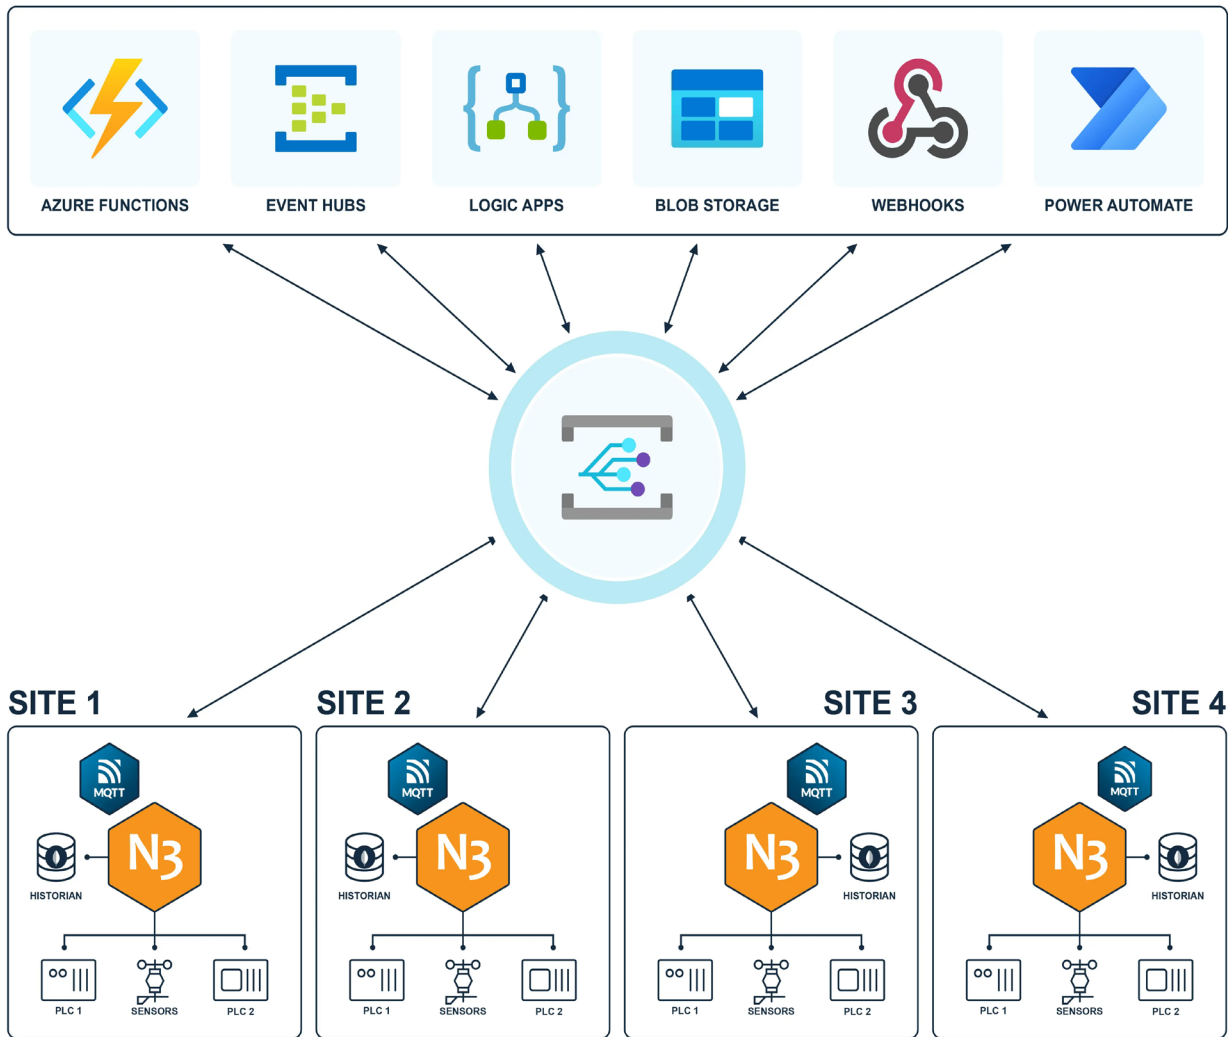 AZURE FUNCTIONS
EVENT HUBS
LOGIC APPS
BLOB STORAGE
WEBHOOKS
POWER AUTOMATE
SITE 1
MQTT
N3
HISTORIAN
PLC 1
SENSORS
PLC 2
SITE 2
MQTT
N3
HISTORIAN
PLC 1
SENSORS
PLC 2
SITE 3
MQTT
N3
HISTORIAN
PLC 1
SENSORS
PLC 2
SITE 4
MQTT
N3
HISTORIAN
PLC 1
SENSORS
PLC 2